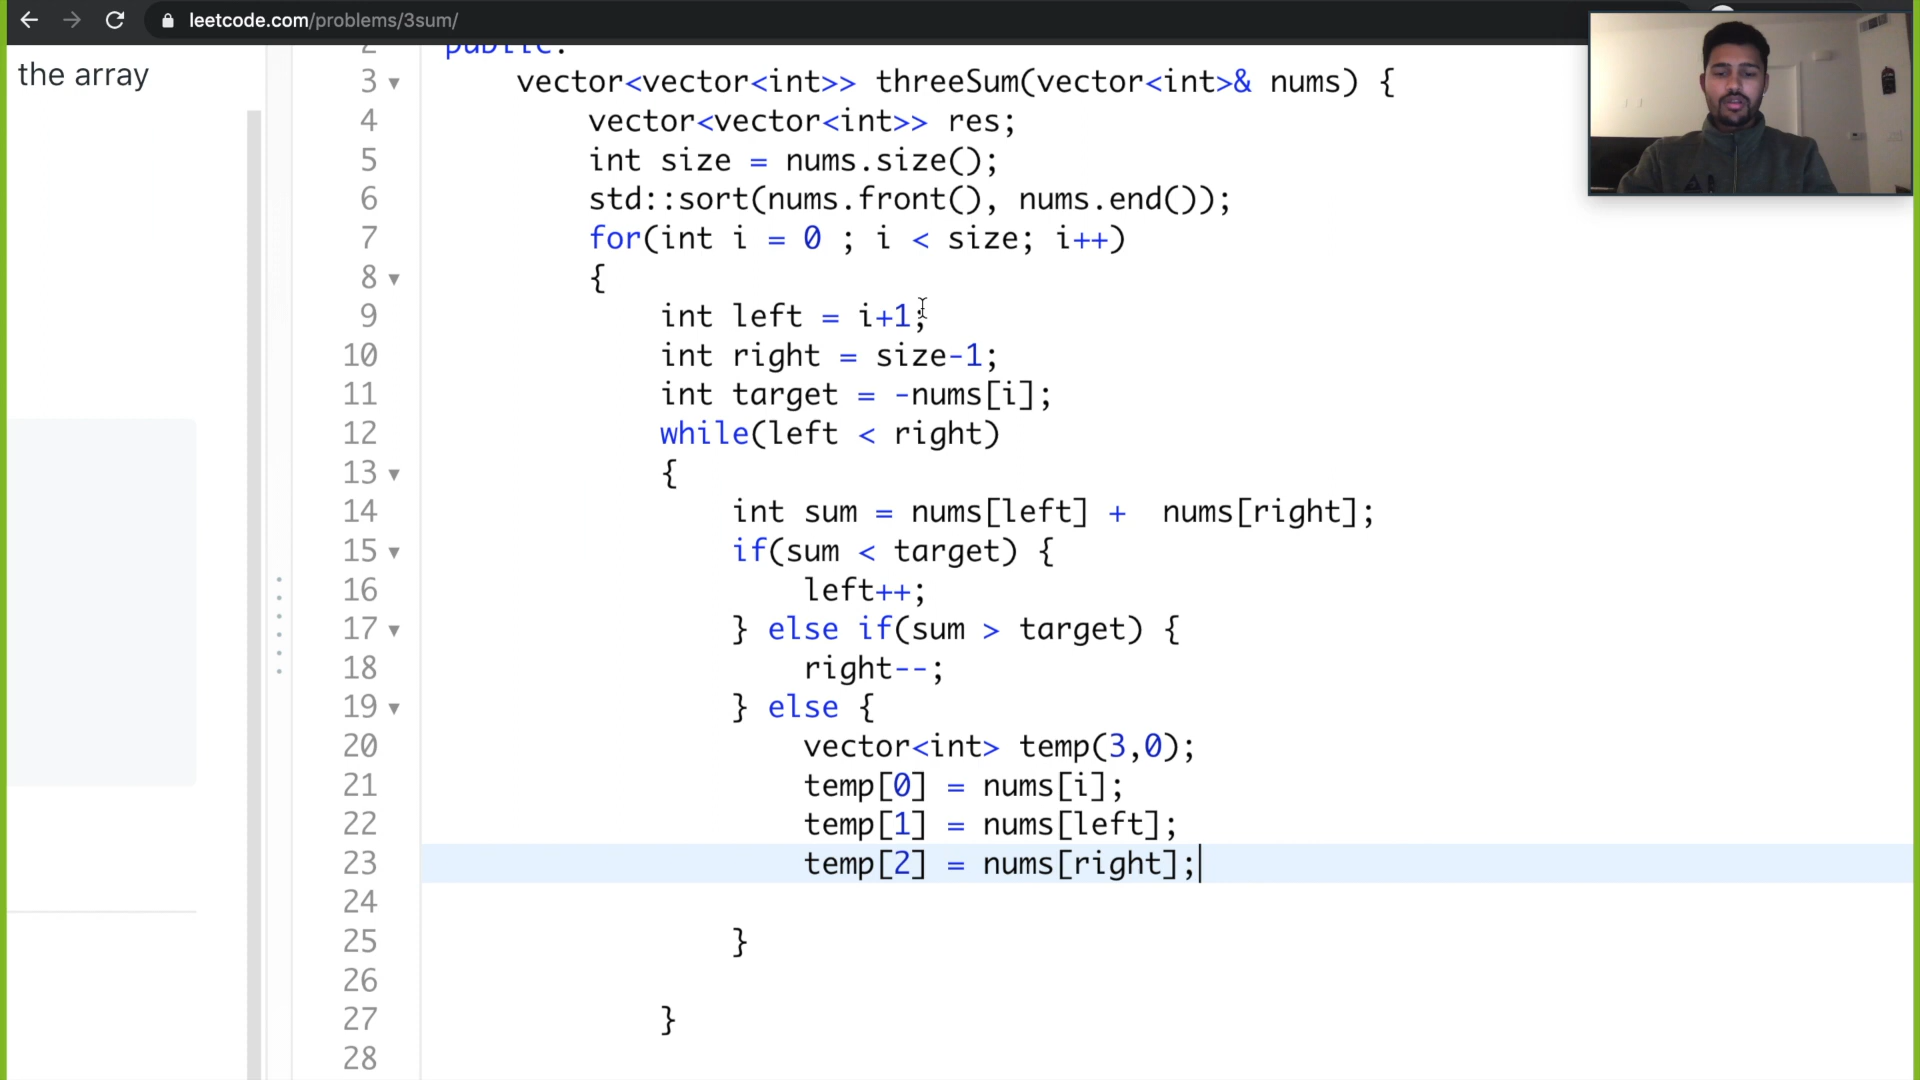 leetcode.com/problems/3sum/
the array
2 public:
3 vector<vector<int>> threeSum(vector<int>& nums) {
4 vector<vector<int>> res;
5 int size = nums.size();
6 std::sort(nums.front(), nums.end());
7 for(int i = 0 ; i < size; i++)
8 {
9 int left = i+1;
10 int right = size-1;
11 int target = -nums[i];
12 while(left < right)
13 {
14 int sum = nums[left] +  nums[right];
15 if(sum < target) {
16 left++;
17 } else if(sum > target) {
18 right--;
19 } else {
20 vector<int> temp(3,0);
21 temp[0] = nums[i];
22 temp[1] = nums[left];
23 temp[2] = nums[right];
24
25 }
26
27 }
28